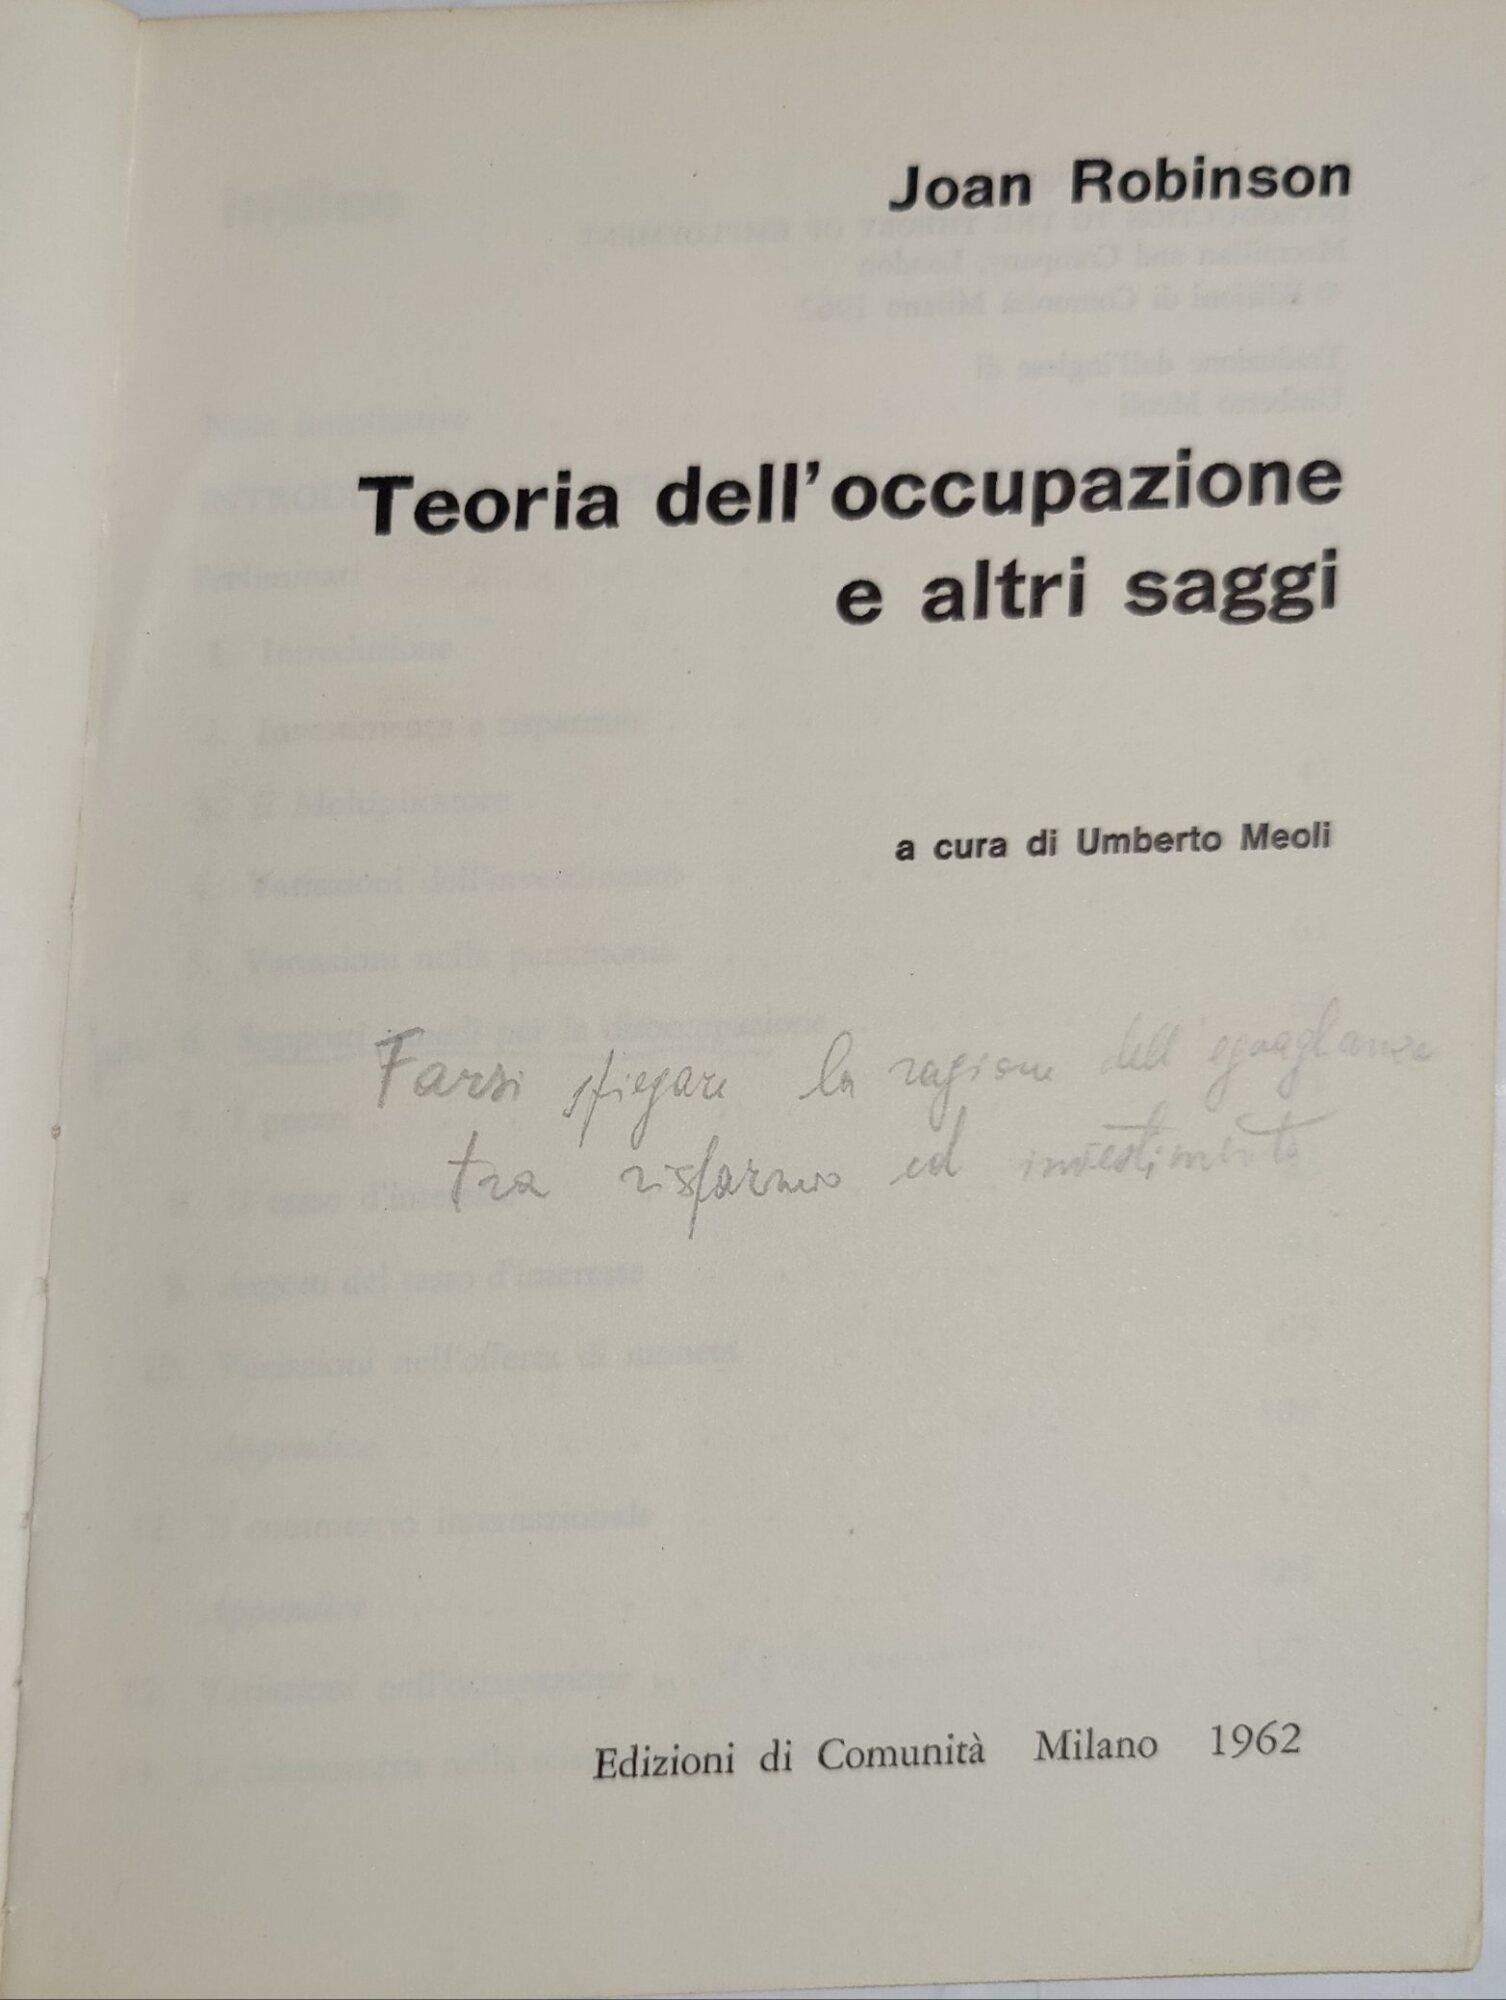 Joan Robinson
Teoria dell'occupazione
e altri saggi
a cura di Umberto Meoli
Farsi spiegare la ragione dell'eguaglianza
tra risparmio ed investimento
Edizioni di Comunità Milano 1962